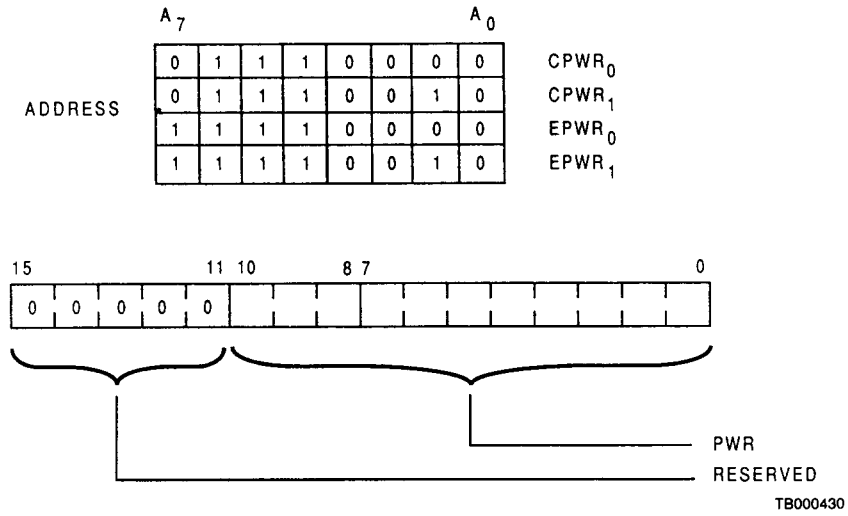 A7 A0
0 1 1 1 0 0 0 0 CPWR0
0 1 1 1 0 0 1 0 CPWR1
ADDRESS
1 1 1 1 0 0 0 0 EPWR0
1 1 1 1 0 0 1 0 EPWR1
15 11 10 8 7 0
0 0 0 0 0
PWR
RESERVED
TB000430